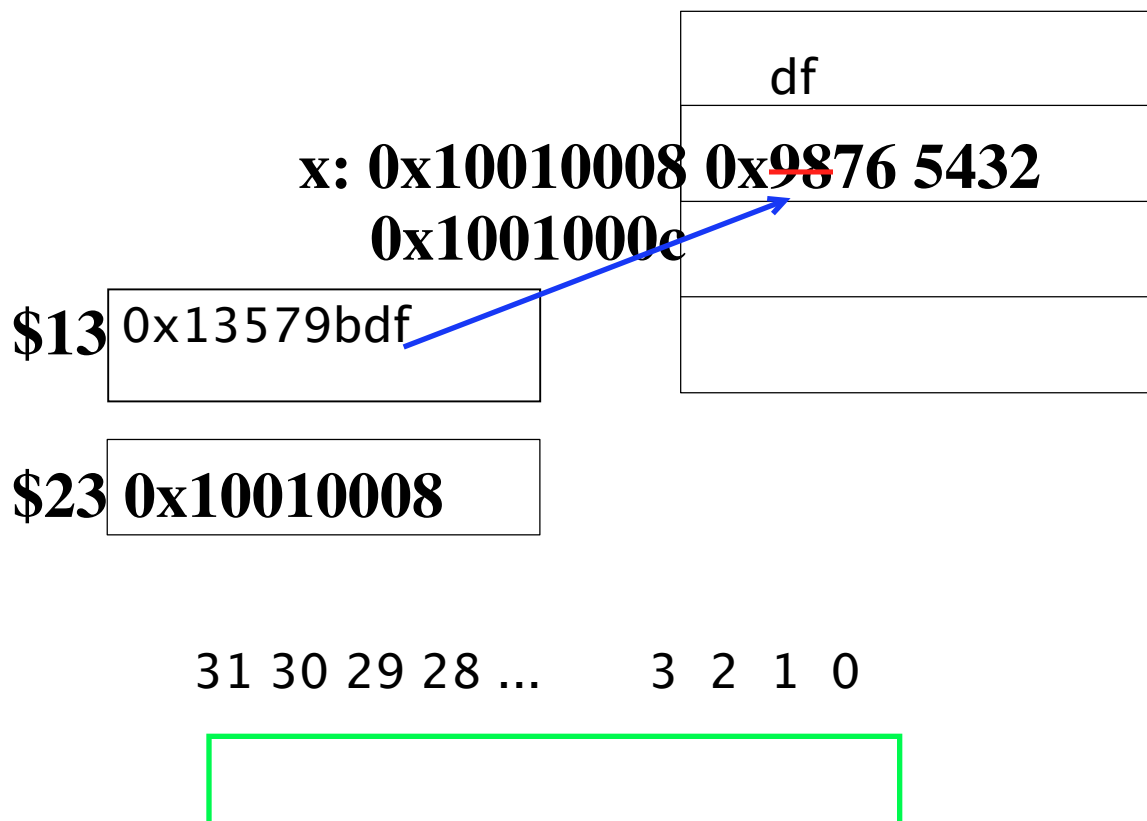 df
x: 0x10010008 0x9876 5432
0x1001000c
$13 0x13579bdf
$23 0x10010008
31 30 29 28 ... 3 2 1 0